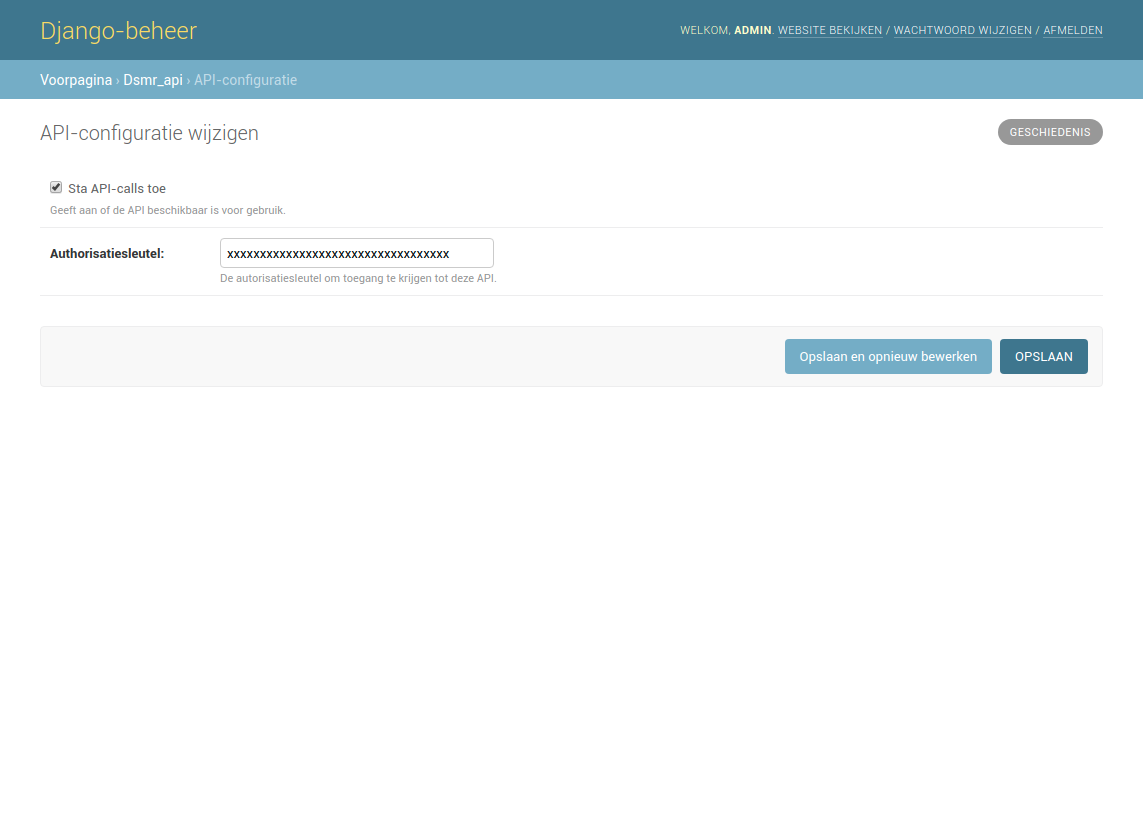 Django-beheer
WELKOM, ADMIN. WEBSITE BEKIJKEN / WACHTWOORD WIJZIGEN / AFMELDEN
Voorpagina › Dsmr_api › API-configuratie
API-configuratie wijzigen
GESCHIEDENIS
Sta API-calls toe
Geeft aan of de API beschikbaar is voor gebruik.
Authorisatiesleutel:
xxxxxxxxxxxxxxxxxxxxxxxxxxxxxxxxxx
De autorisatiesleutel om toegang te krijgen tot deze API.
Opslaan en opnieuw bewerken
OPSLAAN